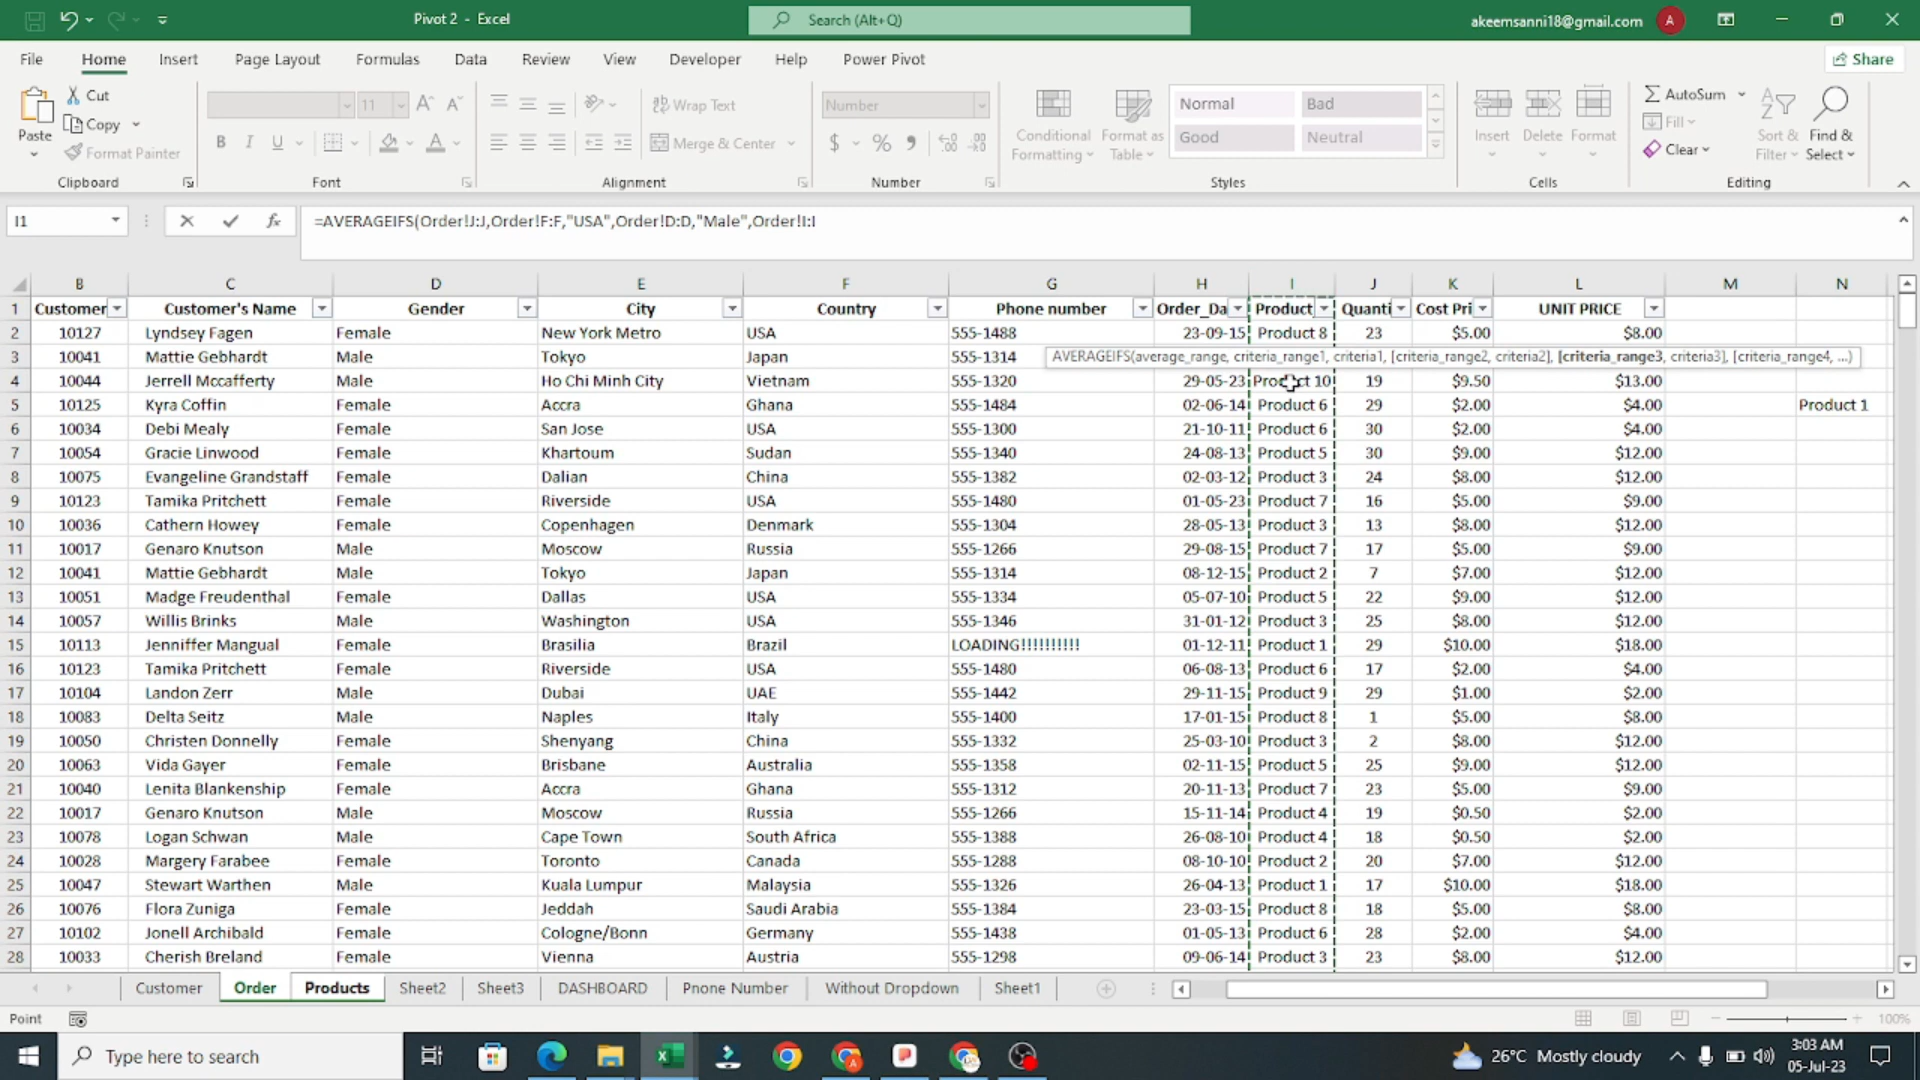 Pivot 2 - Excel
Search (Alt+Q)
akeemsanni18@gmail.com
A
File Home Insert Page Layout Formulas Data Review View Developer Help Power Pivot
Share
Paste
Cut
Copy
Format Painter
Clipboard
11
B I U
Font
Wrap Text
Merge & Center
Alignment
Number
$ % 9
Number
Conditional Formatting
Format as Table
Normal Bad
Good Neutral
Styles
Insert Delete Format
Cells
AutoSum
Fill
Clear
Sort & Filter
Find & Select
Editing
I1
fx
=AVERAGEIFS(Order!J:J,Order!F:F,"USA",Order!D:D,"Male",Order!I:I
B C D E F G H I J K L M N
1 Customer Customer's Name Gender City Country Phone number Order_Da Product Quanti Cost Pri UNIT PRICE
2 10127 Lyndsey Fagen Female New York Metro USA 555-1488 23-09-15 Product 8 23 $5.00 $8.00
3 10041 Mattie Gebhardt Male Tokyo Japan 555-1314
AVERAGEIFS(average_range, criteria_range1, criteria1, [criteria_range2, criteria2], [criteria_range3, criteria3], [criteria_range4, ...)
4 10044 Jerrell Mccafferty Male Ho Chi Minh City Vietnam 555-1320 29-05-23 Product 10 19 $9.50 $13.00
5 10125 Kyra Coffin Female Accra Ghana 555-1484 02-06-14 Product 6 29 $2.00 $4.00 Product 1
6 10034 Debi Mealy Female San Jose USA 555-1300 21-10-11 Product 6 30 $2.00 $4.00
7 10054 Gracie Linwood Female Khartoum Sudan 555-1340 24-08-13 Product 5 30 $9.00 $12.00
8 10075 Evangeline Grandstaff Female Dalian China 555-1382 02-03-12 Product 3 24 $8.00 $12.00
9 10123 Tamika Pritchett Female Riverside USA 555-1480 01-05-23 Product 7 16 $5.00 $9.00
10 10036 Cathern Howey Female Copenhagen Denmark 555-1304 28-05-13 Product 3 13 $8.00 $12.00
11 10017 Genaro Knutson Male Moscow Russia 555-1266 29-08-15 Product 7 17 $5.00 $9.00
12 10041 Mattie Gebhardt Male Tokyo Japan 555-1314 08-12-15 Product 2 7 $7.00 $12.00
13 10051 Madge Freudenthal Female Dallas USA 555-1334 05-07-10 Product 5 22 $9.00 $12.00
14 10057 Willis Brinks Male Washington USA 555-1346 31-01-12 Product 3 25 $8.00 $12.00
15 10113 Jenniffer Mangual Female Brasilia Brazil LOADING!!!!!!!!!! 01-12-11 Product 1 29 $10.00 $18.00
16 10123 Tamika Pritchett Female Riverside USA 555-1480 06-08-13 Product 6 17 $2.00 $4.00
17 10104 Landon Zerr Male Dubai UAE 555-1442 29-11-15 Product 9 29 $1.00 $2.00
18 10083 Delta Seitz Male Naples Italy 555-1400 17-01-15 Product 8 1 $5.00 $8.00
19 10050 Christen Donnelly Female Shenyang China 555-1332 25-03-10 Product 3 2 $8.00 $12.00
20 10063 Vida Gayer Female Brisbane Australia 555-1358 02-11-15 Product 5 25 $9.00 $12.00
21 10040 Lenita Blankenship Female Accra Ghana 555-1312 20-11-13 Product 7 23 $5.00 $9.00
22 10017 Genaro Knutson Male Moscow Russia 555-1266 15-11-14 Product 4 19 $0.50 $2.00
23 10078 Logan Schwan Male Cape Town South Africa 555-1388 26-08-10 Product 4 18 $0.50 $2.00
24 10028 Margery Farabee Female Toronto Canada 555-1288 08-10-10 Product 2 20 $7.00 $12.00
25 10047 Stewart Warthen Male Kuala Lumpur Malaysia 555-1326 26-04-13 Product 1 17 $10.00 $18.00
26 10076 Flora Zuniga Female Jeddah Saudi Arabia 555-1384 23-03-15 Product 8 18 $5.00 $8.00
27 10102 Jonell Archibald Female Cologne/Bonn Germany 555-1438 01-05-13 Product 6 28 $2.00 $4.00
28 10033 Cherish Breland Female Vienna Austria 555-1298 09-06-14 Product 3 23 $8.00 $12.00
Customer Order Products Sheet2 Sheet3 DASHBOARD Pnone Number Without Dropdown Sheet1
Point
100%
Type here to search
26°C Mostly cloudy
3:03 AM
05-Jul-23